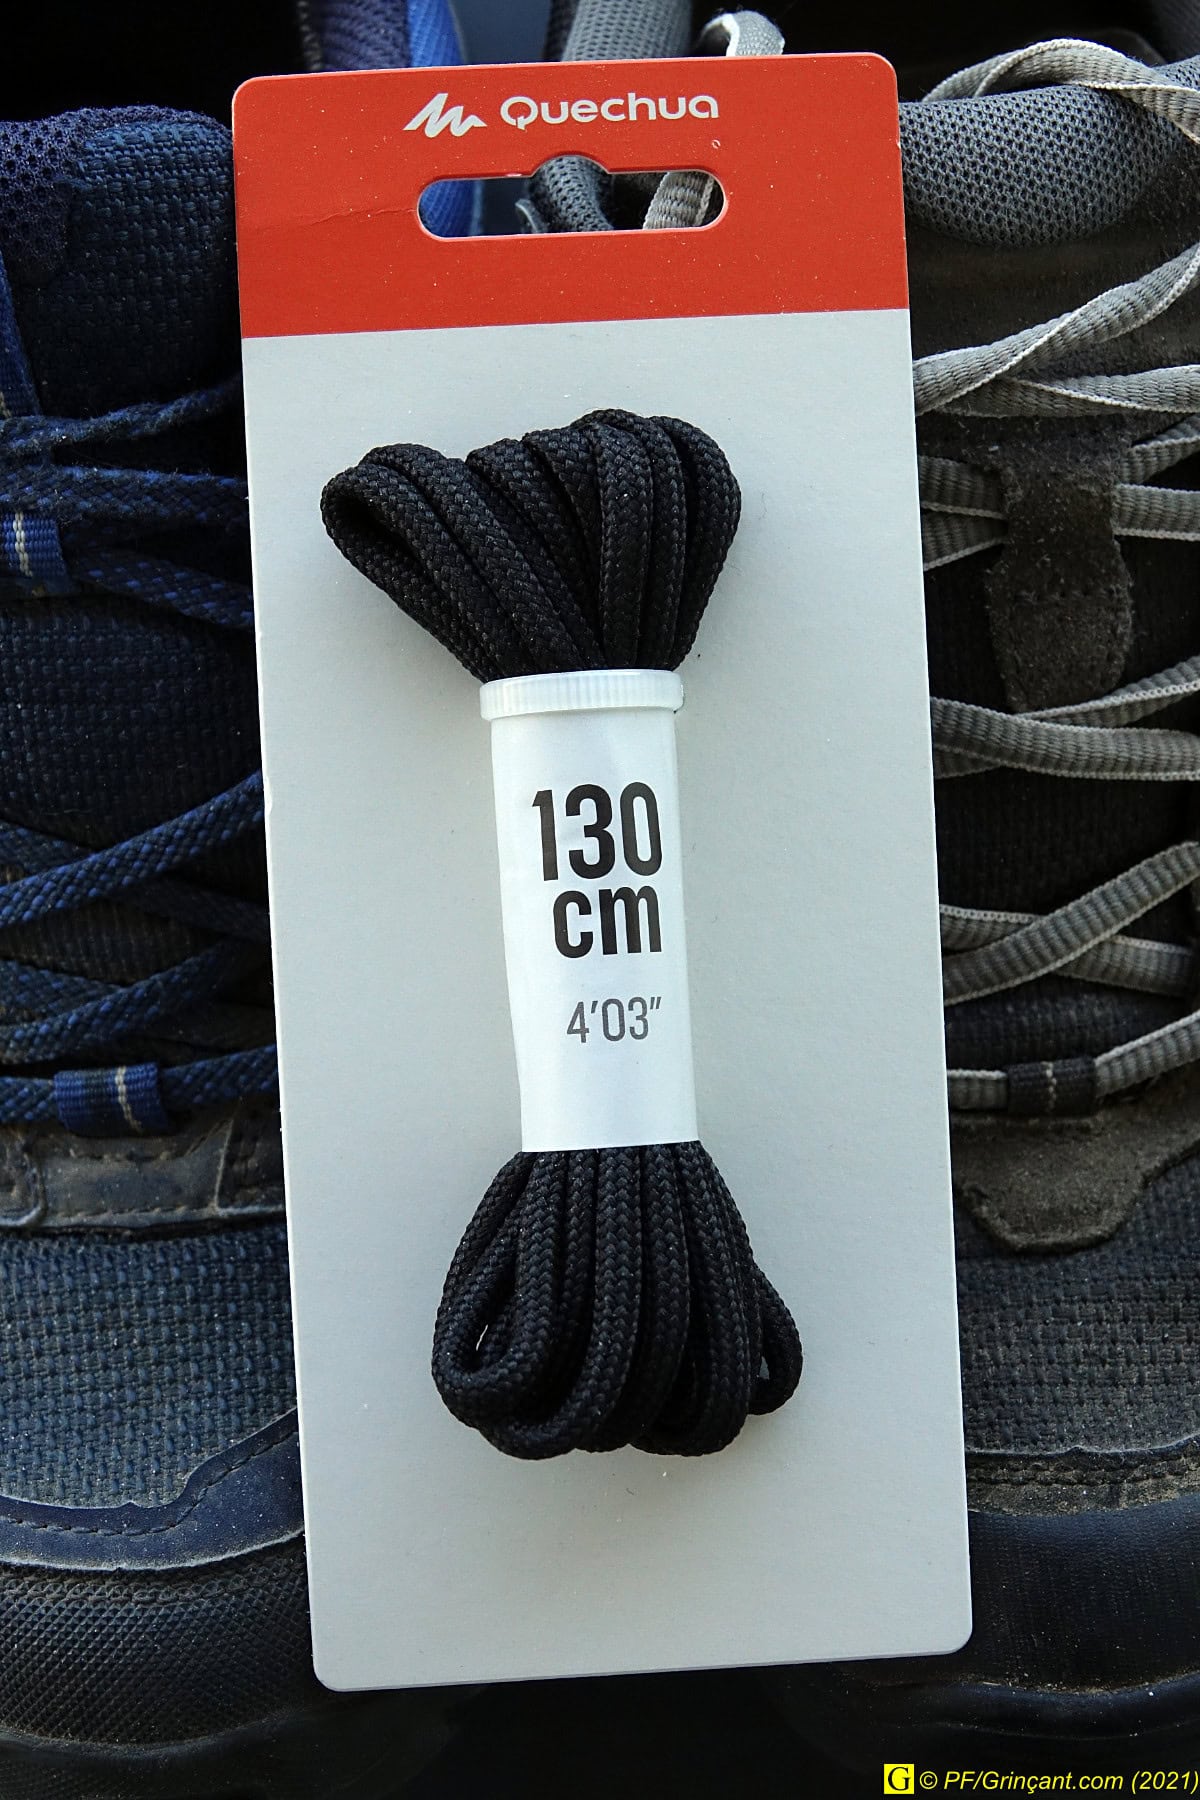 Quechua
130
cm
4'03"
G © PF/Grinçant.com (2021)